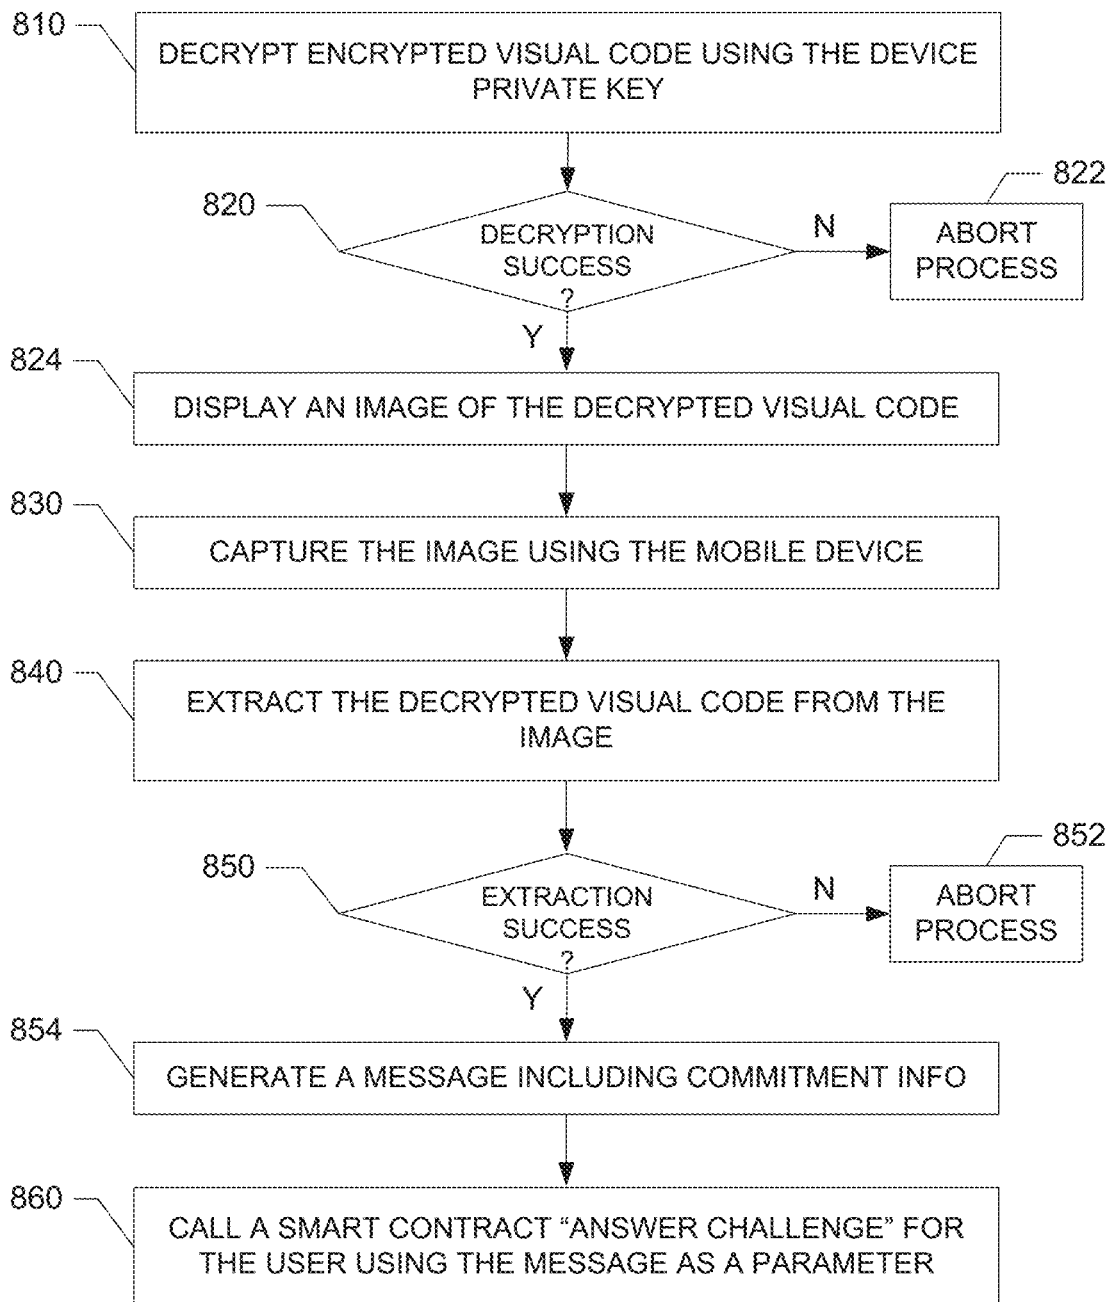 810
DECRYPT ENCRYPTED VISUAL CODE USING THE DEVICE
PRIVATE KEY
820
DECRYPTION
SUCCESS
?
N
822
ABORT
PROCESS
Y
824
DISPLAY AN IMAGE OF THE DECRYPTED VISUAL CODE
830
CAPTURE THE IMAGE USING THE MOBILE DEVICE
840
EXTRACT THE DECRYPTED VISUAL CODE FROM THE
IMAGE
850
EXTRACTION
SUCCESS
?
N
852
ABORT
PROCESS
Y
854
GENERATE A MESSAGE INCLUDING COMMITMENT INFO
860
CALL A SMART CONTRACT “ANSWER CHALLENGE” FOR
THE USER USING THE MESSAGE AS A PARAMETER